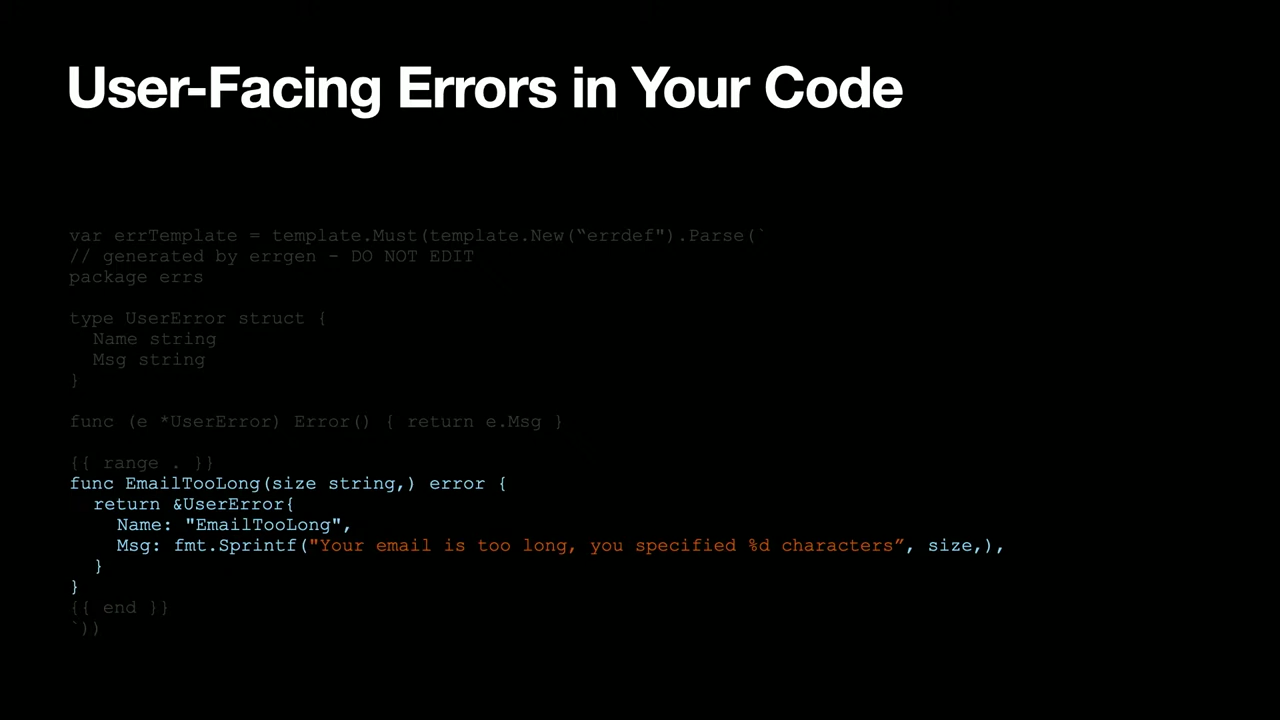 User-Facing Errors in Your Code
var errTemplate = template.Must(template.New(“errdef").Parse(`
// generated by errgen - DO NOT EDIT
package errs
type UserError struct {
Name string
Msg string
}
func (e *UserError) Error() { return e.Msg }
{{ range . }}
func EmailTooLong(size string,) error {
return &UserError{
Name: "EmailTooLong",
Msg: fmt.Sprintf("Your email is too long, you specified %d characters”, size,),
}
}
{{ end }}
`))